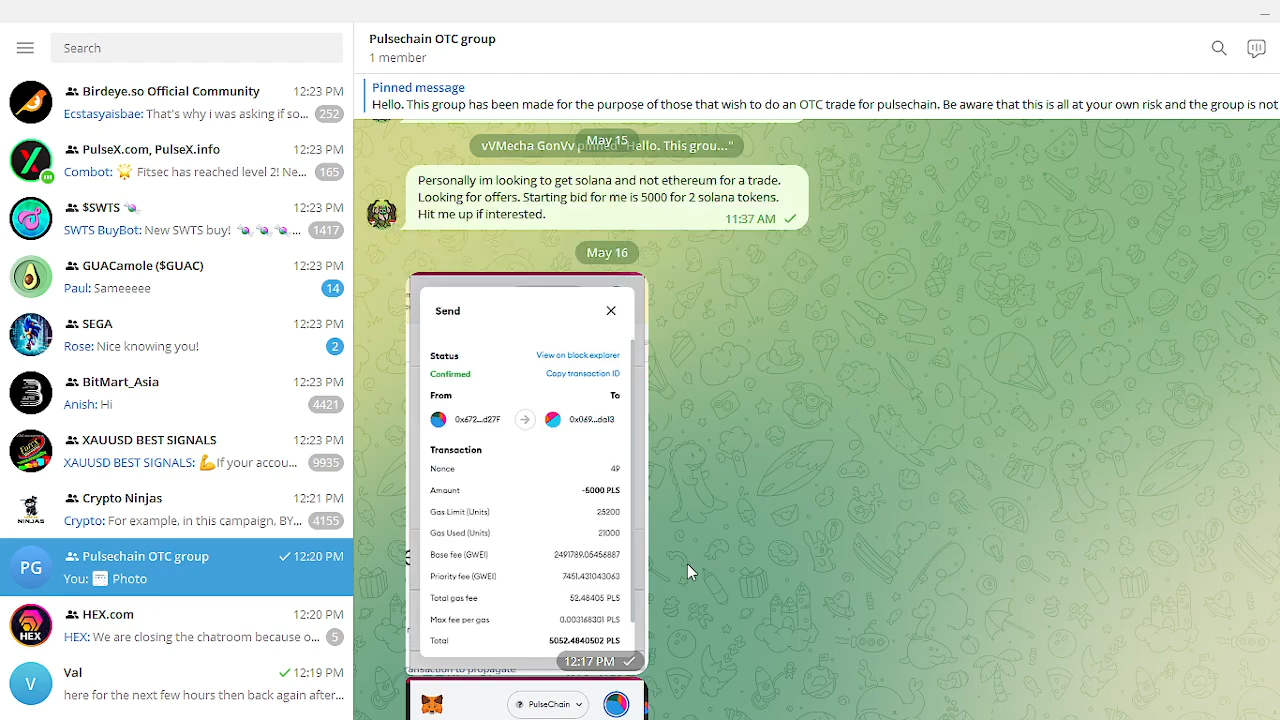 Search
Birdeye.so Official Community 12:23 PM
Ecstasyaisbae: That's why i was asking if so... 252
PulseX.com, PulseX.info 12:23 PM
Combot: 🌟 Fitsec has reached level 2! Ne... 165
$SWTS 🍬 12:23 PM
SWTS BuyBot: New SWTS buy! 🍬🍬🍬... 1417
GUACamole ($GUAC) 12:23 PM
Paul: Sameeeee 14
SEGA 12:23 PM
Rose: Nice knowing you! 2
BitMart_Asia 12:23 PM
Anish: Hi 4421
XAUUSD BEST SIGNALS 12:23 PM
XAUUSD BEST SIGNALS: 💪If your accou... 9935
NINJAS
Crypto Ninjas 12:21 PM
Crypto: For example, in this campaign, BY... 4155
PG
Pulsechain OTC group 12:20 PM
You: Photo
HEX
HEX.com 12:20 PM
HEX: We are closing the chatroom because o... 5
V
Val 12:19 PM
here for the next few hours then back again after...
Pulsechain OTC group
1 member
Pinned message
Hello. This group has been made for the purpose of those that wish to do an OTC trade for pulsechain. Be aware that this is all at your own risk and the group is not
May 15
vVMecha GonVv pinned "Hello. This grou..."
Personally im looking to get solana and not ethereum for a trade.
Looking for offers. Starting bid for me is 5000 for 2 solana tokens.
Hit me up if interested. 11:37 AM
May 16
Send
Status View on block explorer
Confirmed Copy transaction ID
From To
0x672...d27F 0x069...da13
Transaction
Nonce 49
Amount -5000 PLS
Gas Limit (Units) 25200
Gas Used (Units) 21000
Base fee (GWEI) 2491789.05456887
Priority fee (GWEI) 7451.431043063
Total gas fee 52.48405 PLS
Max fee per gas 0.003168301 PLS
Total 5052.4840502 PLS
12:17 PM
ansaction to propagate
PulseChain